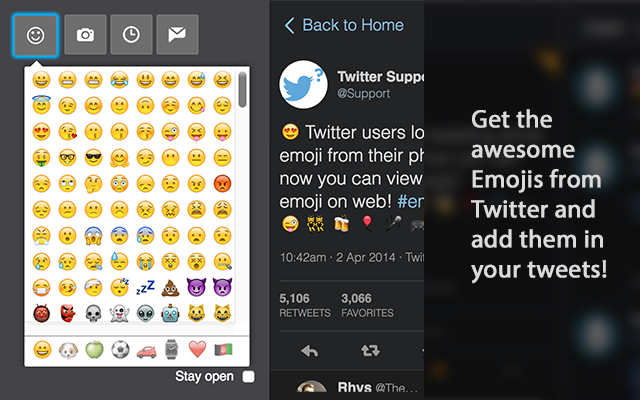 Back to Home
Twitter Suppo
@Support
Twitter users lo
emoji from their ph
now you can view
emoji on web! #en
10:42am · 2 Apr 2014 · Twit
5,106
RETWEETS
3,066
FAVORITES
Rhys @The...
Stay open
Get the
awesome
Emojis from
Twitter and
add them in
your tweets!